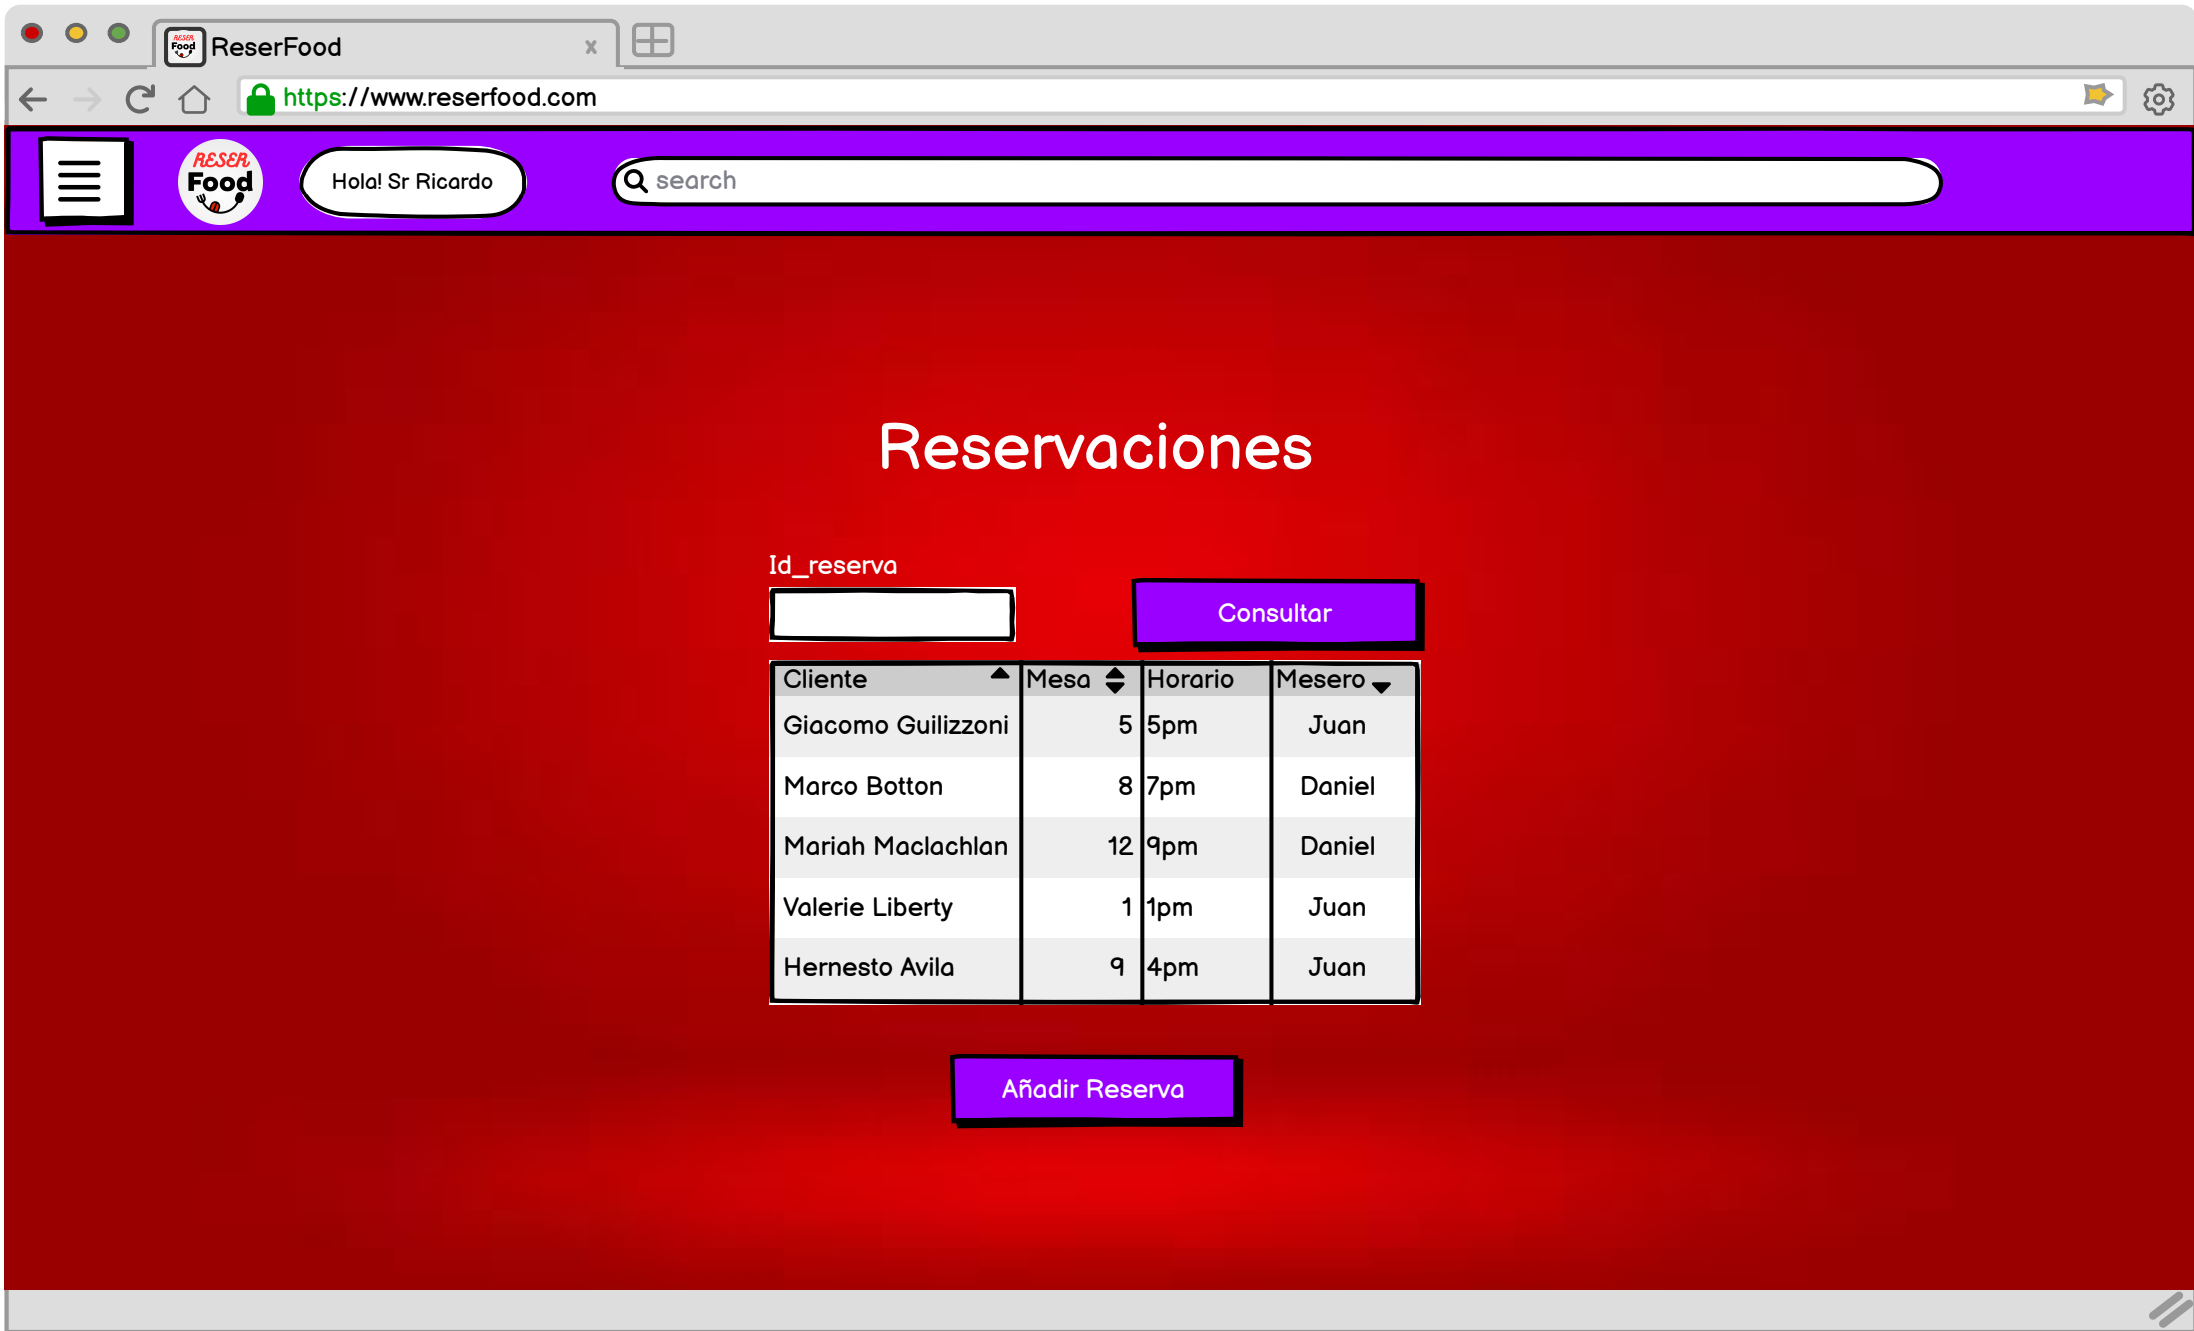 RESER
Food
ReserFood x
https://www.reserfood.com
RESER
Food
Hola! Sr Ricardo
search
Reservaciones
Id_reserva
Consultar
Cliente Mesa Horario Mesero
Giacomo Guilizzoni 5 5pm Juan
Marco Botton 8 7pm Daniel
Mariah Maclachlan 12 9pm Daniel
Valerie Liberty 1 1pm Juan
Hernesto Avila 9 4pm Juan
Añadir Reserva